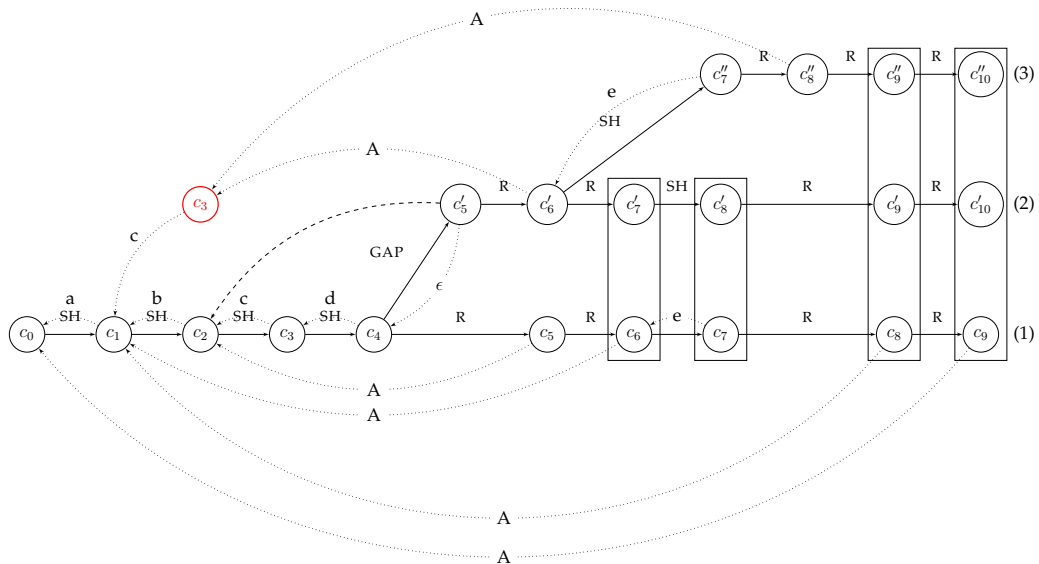 A
R R R
c″₇ c″₈ c″₉ c″₁₀ (3)
e
SH
A
R R SH R R
c₃ c′₅ c′₆ c′₇ c′₈ c′₉ c′₁₀ (2)
c
GAP
ϵ
a b c d e
SH SH SH SH R R R R
c₀ c₁ c₂ c₃ c₄ c₅ c₆ c₇ c₈ c₉ (1)
A
A
A
A